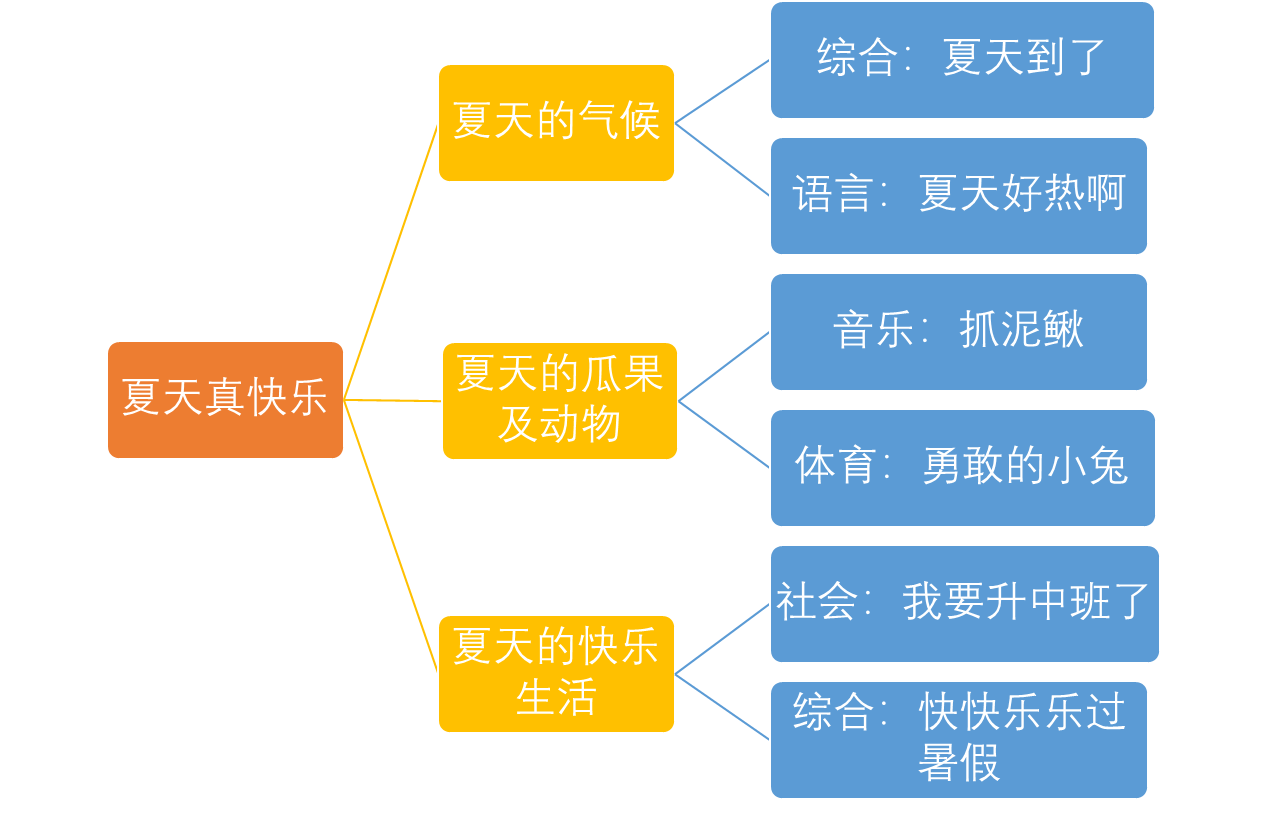 夏天真快乐
夏天的气候
综合：夏天到了
语言：夏天好热啊
夏天的瓜果
及动物
音乐：抓泥鳅
体育：勇敢的小兔
夏天的快乐
生活
社会：我要升中班了
综合：快快乐乐过
暑假